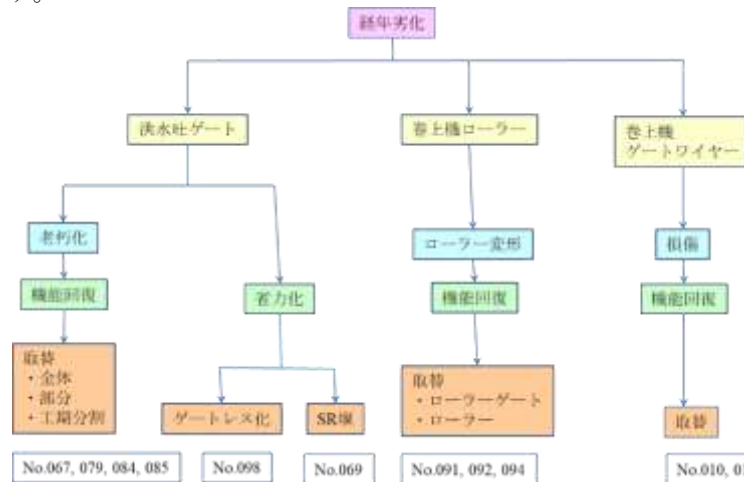 す。
経年劣化
洪水吐ゲート
巻上機ローラー
巻上機
ゲートワイヤー
老朽化
ローラー変形
損傷
機能回復
省力化
機能回復
機能回復
取替
・全体
・部分
・工期分割
ゲートレス化
SR堰
取替
・ローラーゲート
・ローラー
取替
No.067, 079, 084, 085
No.098
No.069
No.091, 092, 094
No.010, 01